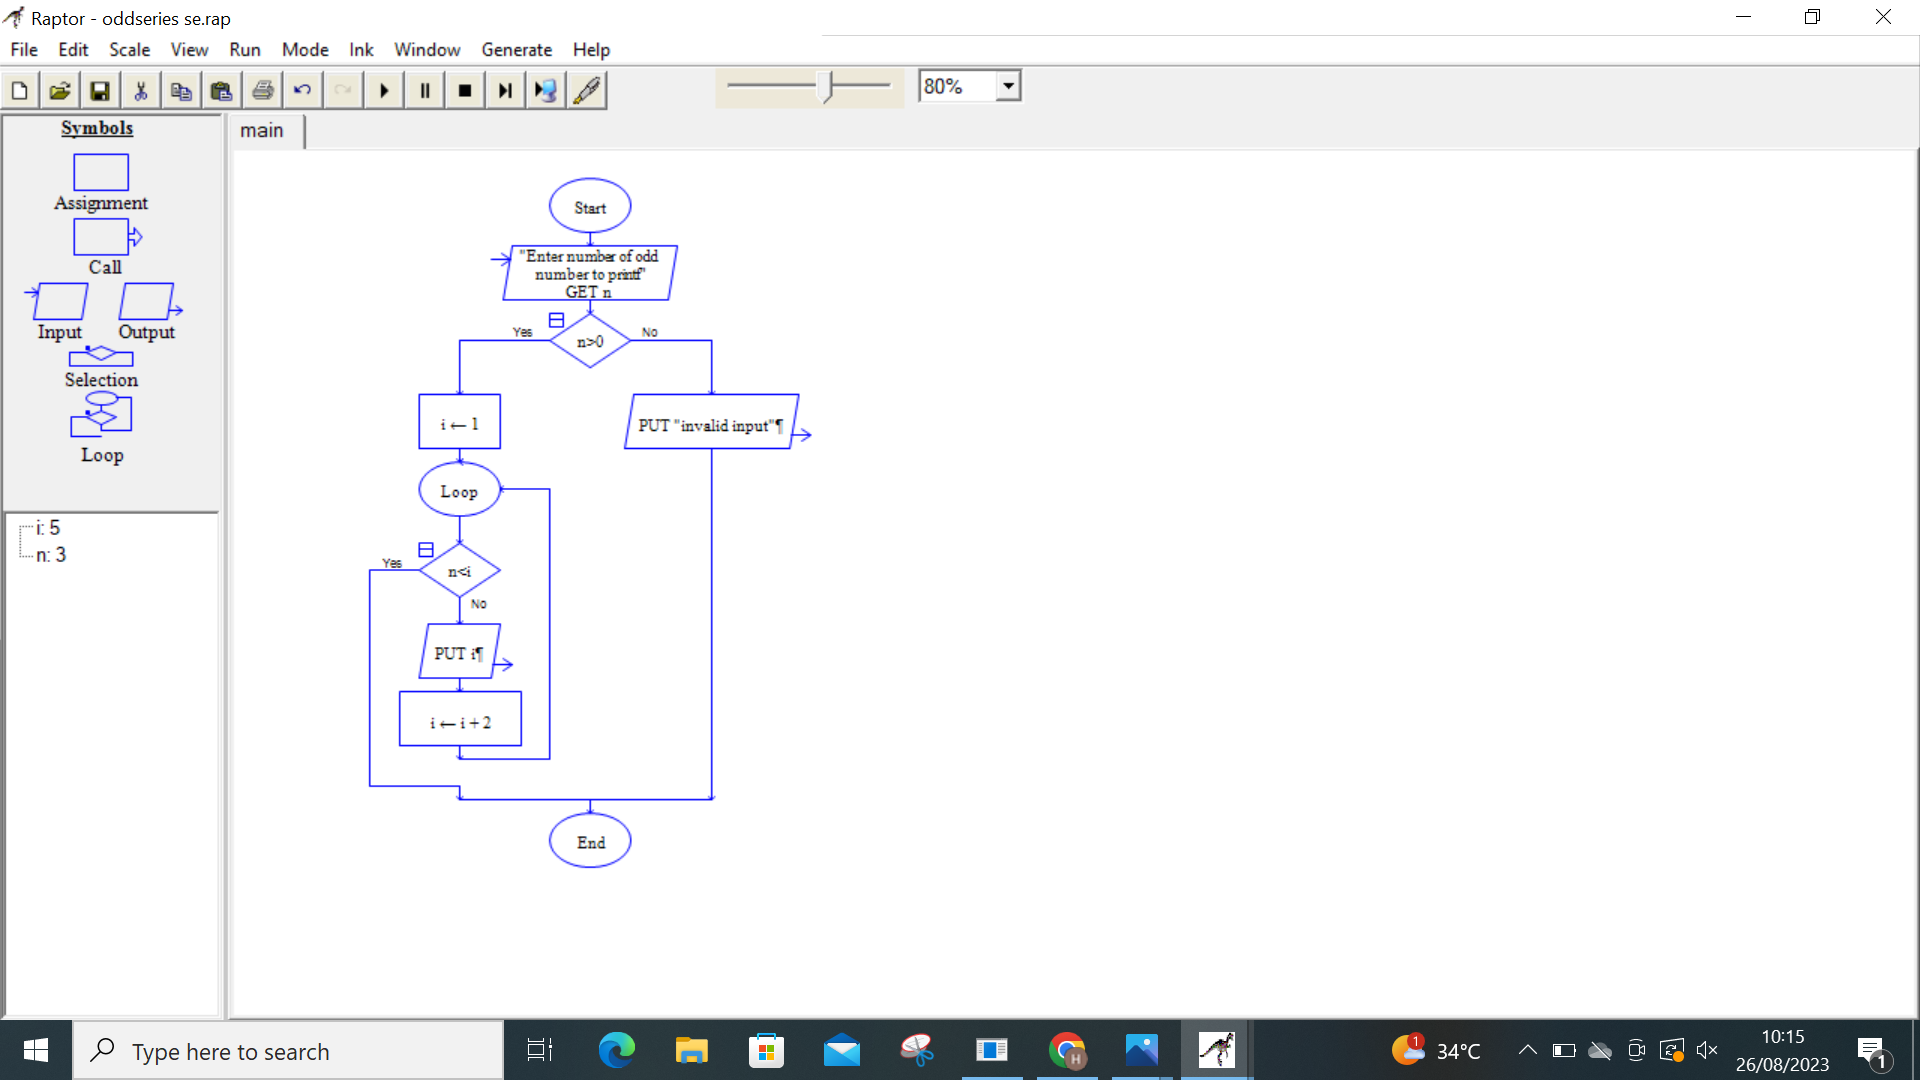 Raptor - oddseries se.rap
File Edit Scale View Run Mode Ink Window Generate Help
80%
Symbols
Assignment
Call
Input Output
Selection
Loop
i: 5
n: 3
main
Start
"Enter number of odd
number to printf"
GET n
Yes
n>0
No
i ← 1
PUT "invalid input"¶
Loop
Yes
n<i
No
PUT i¶
i ← i + 2
End
Type here to search
H
1
34°C
10:15
26/08/2023
1